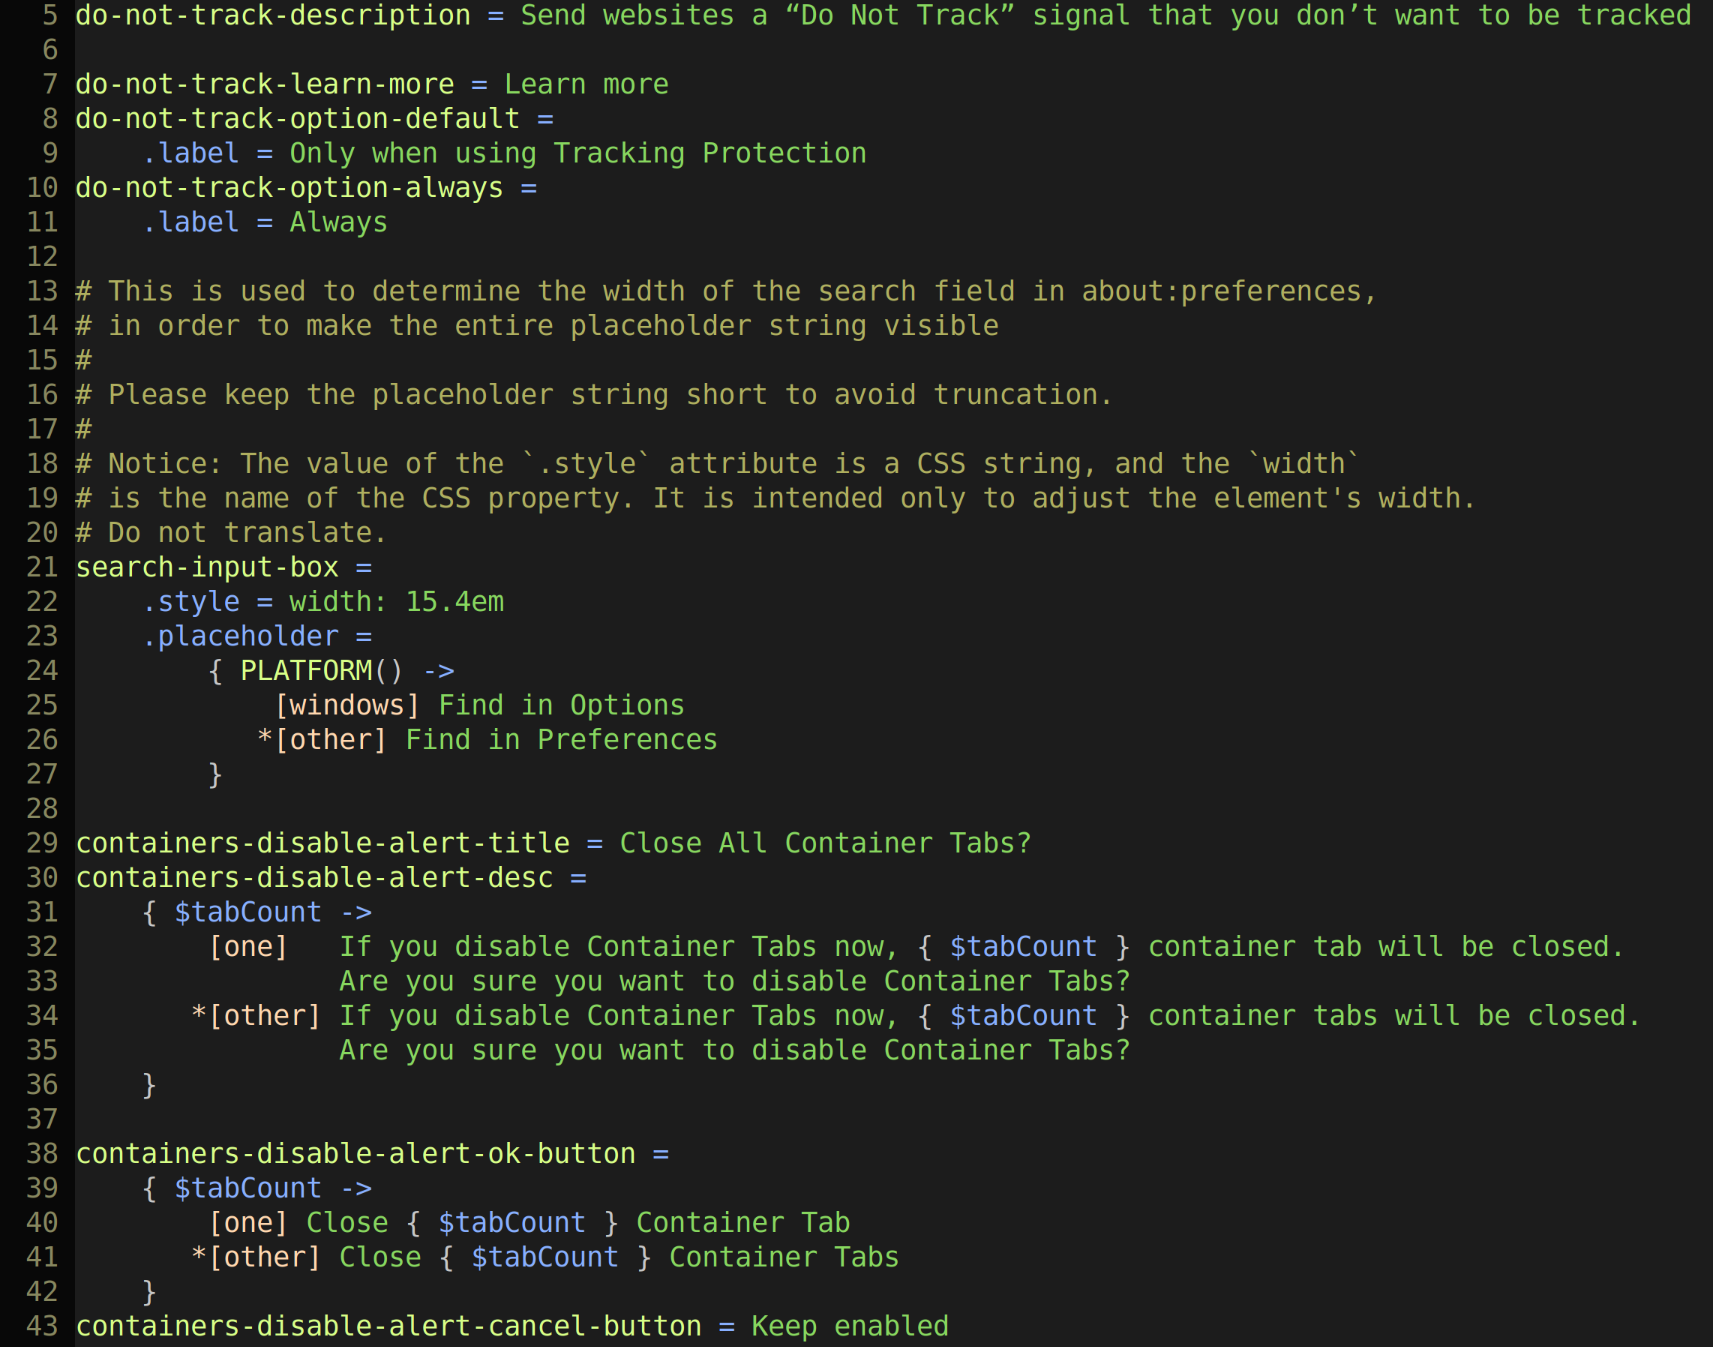 5 do-not-track-description = Send websites a “Do Not Track” signal that you don’t want to be tracked
6
7 do-not-track-learn-more = Learn more
8 do-not-track-option-default =
9     .label = Only when using Tracking Protection
10 do-not-track-option-always =
11     .label = Always
12
13 # This is used to determine the width of the search field in about:preferences,
14 # in order to make the entire placeholder string visible
15 #
16 # Please keep the placeholder string short to avoid truncation.
17 #
18 # Notice: The value of the `.style` attribute is a CSS string, and the `width`
19 # is the name of the CSS property. It is intended only to adjust the element's width.
20 # Do not translate.
21 search-input-box =
22     .style = width: 15.4em
23     .placeholder =
24         { PLATFORM() ->
25             [windows] Find in Options
26            *[other] Find in Preferences
27         }
28
29 containers-disable-alert-title = Close All Container Tabs?
30 containers-disable-alert-desc =
31     { $tabCount ->
32         [one]   If you disable Container Tabs now, { $tabCount } container tab will be closed.
33                 Are you sure you want to disable Container Tabs?
34        *[other] If you disable Container Tabs now, { $tabCount } container tabs will be closed.
35                 Are you sure you want to disable Container Tabs?
36     }
37
38 containers-disable-alert-ok-button =
39     { $tabCount ->
40         [one] Close { $tabCount } Container Tab
41        *[other] Close { $tabCount } Container Tabs
42     }
43 containers-disable-alert-cancel-button = Keep enabled